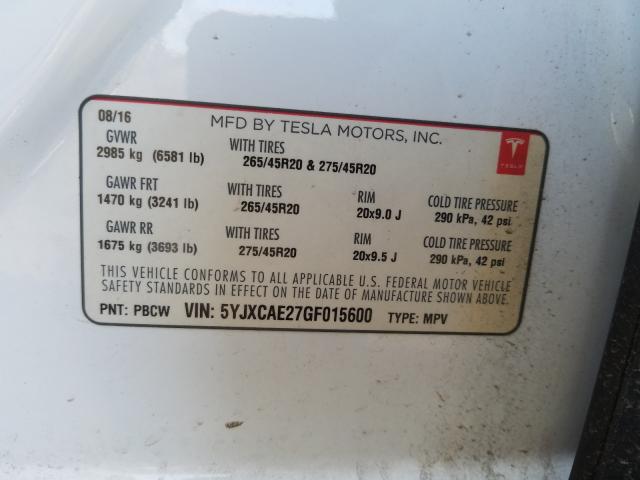 08/16 MFD BY TESLA MOTORS, INC.
GVWR WITH TIRES
2985 kg (6581 lb) 265/45R20 & 275/45R20
TESLA
GAWR FRT WITH TIRES RIM COLD TIRE PRESSURE
1470 kg (3241 lb) 265/45R20 20x9.0 J 290 kPa, 42 psi
GAWR RR WITH TIRES RIM COLD TIRE PRESSURE
1675 kg (3693 lb) 275/45R20 20x9.5 J 290 kPa, 42 psi
THIS VEHICLE CONFORMS TO ALL APPLICABLE U.S. FEDERAL MOTOR VEHICLE
SAFETY STANDARDS IN EFFECT ON THE DATE OF MANUFACTURE SHOWN ABOVE.
PNT: PBCW VIN: 5YJXCAE27GF015600 TYPE: MPV